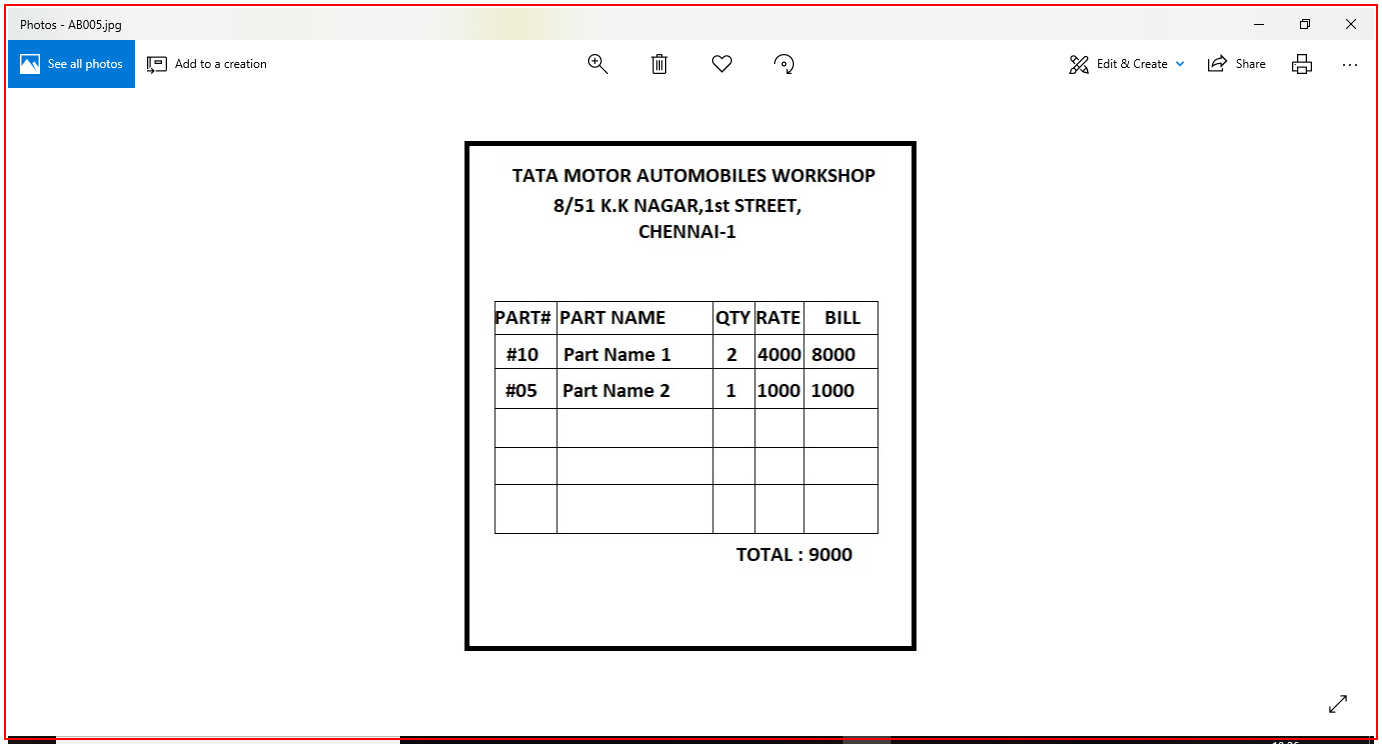 Photos - AB005.jpg
See all photos
Add to a creation
Edit & Create
Share
TATA MOTOR AUTOMOBILES WORKSHOP
8/51 K.K NAGAR,1st STREET,
CHENNAI-1
PART# PART NAME QTY RATE BILL
#10 Part Name 1 2 4000 8000
#05 Part Name 2 1 1000 1000
TOTAL : 9000